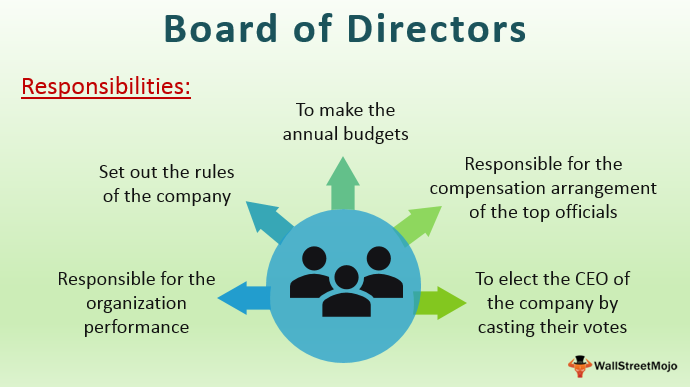 Board of Directors
Responsibilities:
To make the
annual budgets
Set out the rules
of the company
Responsible for the
compensation arrangement
of the top officials
Responsible for the
organization
performance
To elect the CEO of
the company by
casting their votes
WallStreetMojo